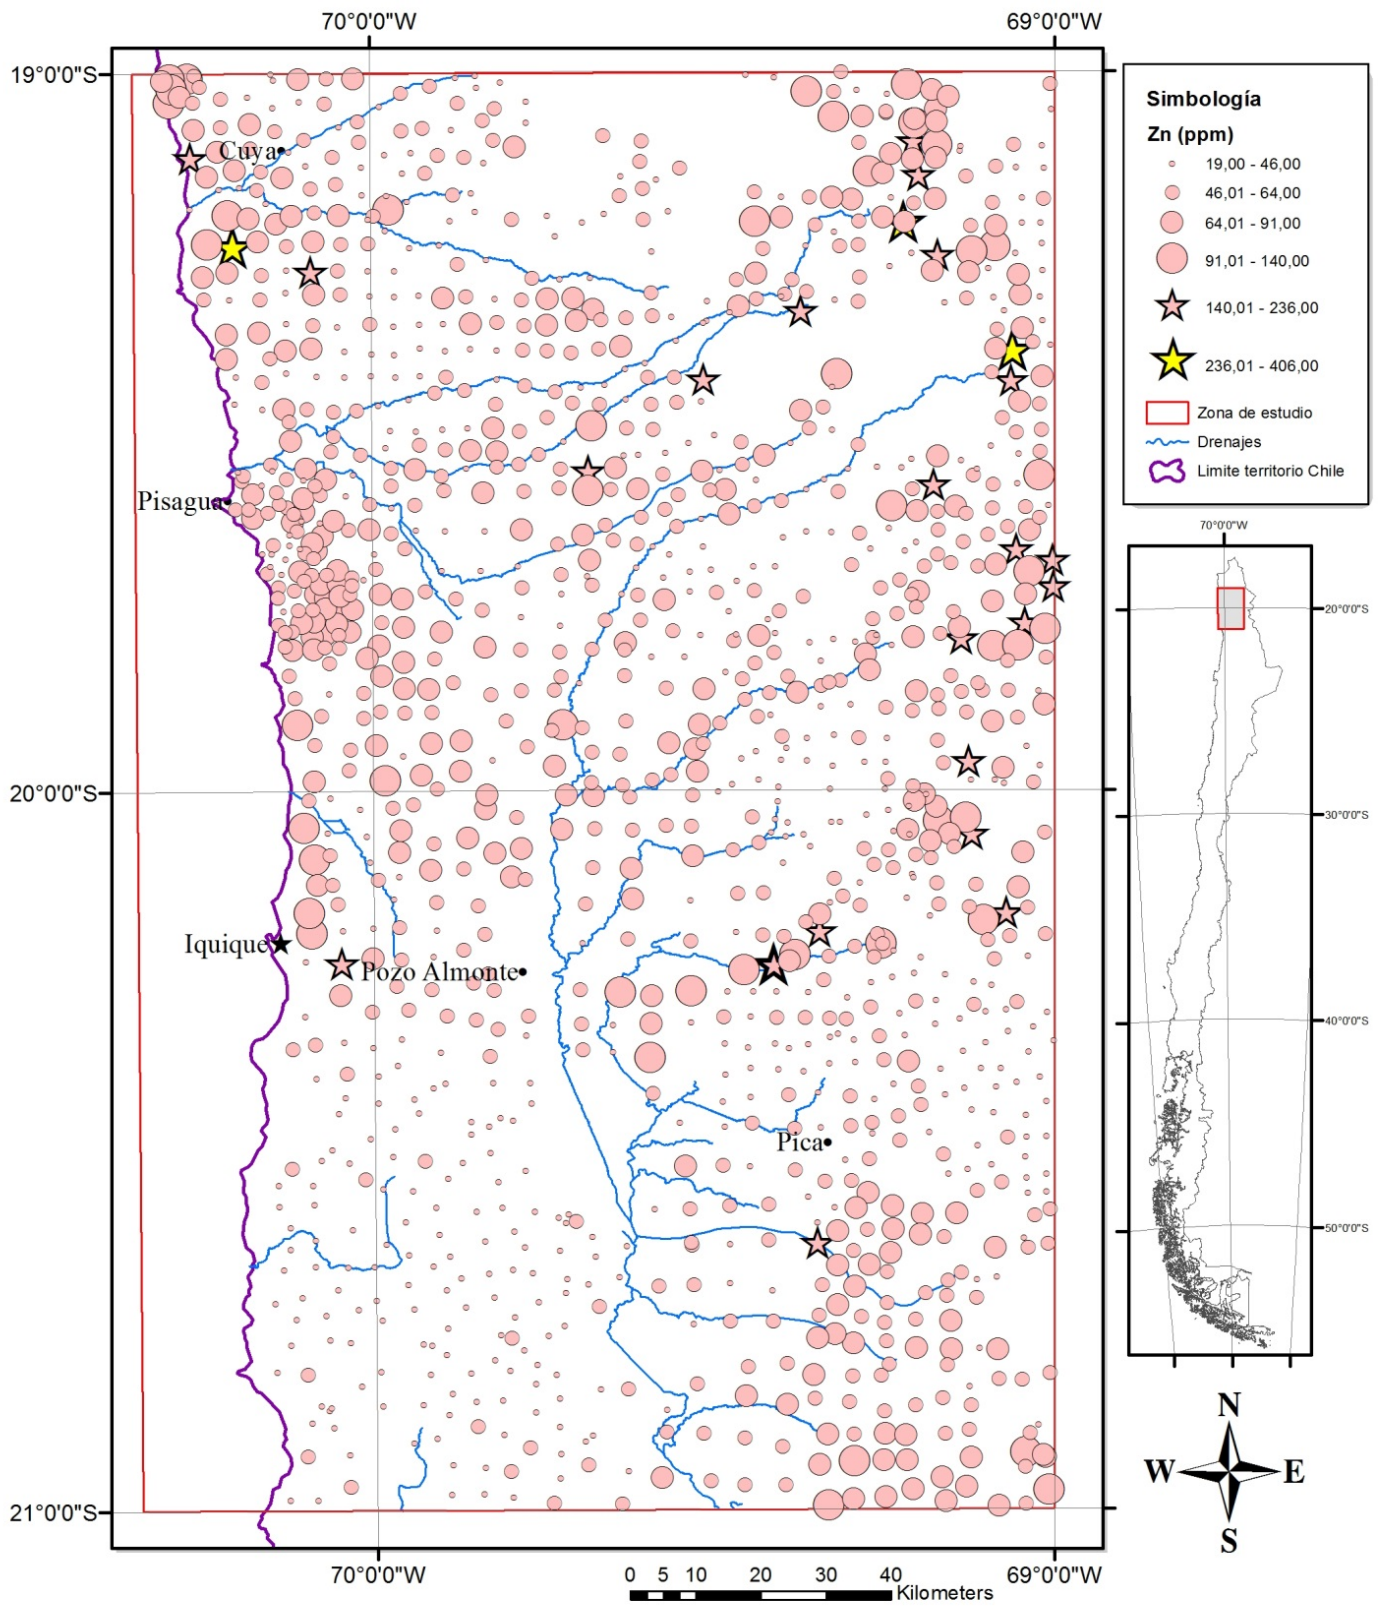 70°0'0"W
69°0'0"W
19°0'0"S
Cuya
Pisagua
20°0'0"S
Iquique
Pozo Almonte
Pica
21°0'0"S
70°0'0"W
69°0'0"W
0 5 10 20 30 40
Kilometers
Simbología
Zn (ppm)
19,00 - 46,00
46,01 - 64,00
64,01 - 91,00
91,01 - 140,00
140,01 - 236,00
236,01 - 406,00
Zona de estudio
Drenajes
Limite territorio Chile
70°0'0"W
20°0'0"S
30°0'0"S
40°0'0"S
50°0'0"S
N
W E
S